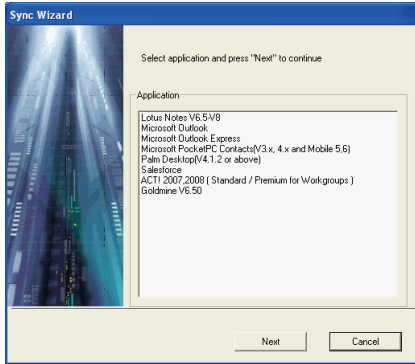 Sync Wizard
Select application and press "Next" to continue
Application
Lotus Notes V6.5-V8
Microsoft Outlook
Microsoft Outlook Express
Microsoft PocketPC Contacts(V3.x, 4.x and Mobile 5,6)
Palm Desktop(V4.1.2 or above)
Salesforce
ACT! 2007,2008 ( Standard / Premium for Workgroups )
Goldmine V6.50
Next
Cancel